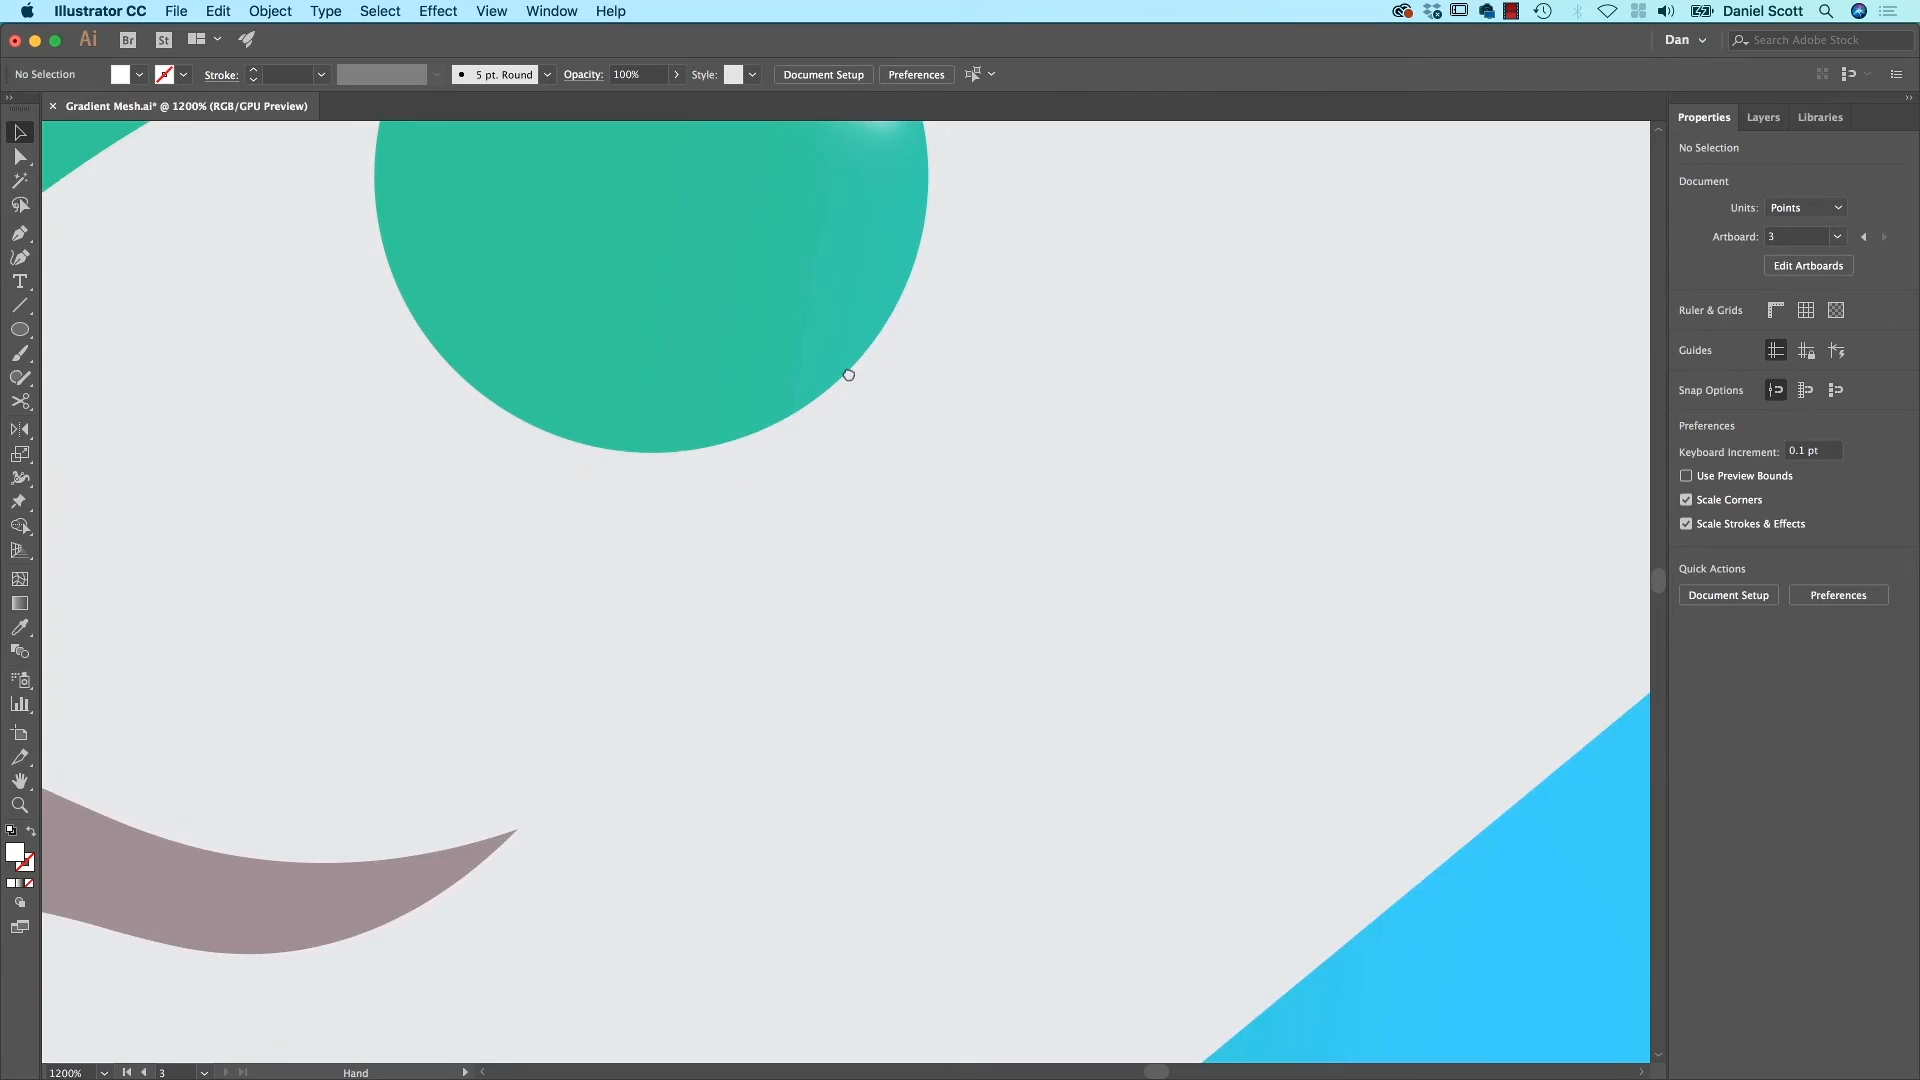 Illustrator CC File Edit Object Type Select Effect View Window Help Daniel Scott
Ai Br St Dan Search Adobe Stock
No Selection Stroke: 5 pt. Round Opacity: 100% Style: Document Setup Preferences
× Gradient Mesh.ai* @ 1200% (RGB/GPU Preview)
Properties Layers Libraries
No Selection
Document
Units: Points
Artboard: 3
Edit Artboards
Ruler & Grids
Guides
Snap Options
Preferences
Keyboard Increment: 0.1 pt
Use Preview Bounds
Scale Corners
Scale Strokes & Effects
Quick Actions
Document Setup Preferences
1200% 3 Hand